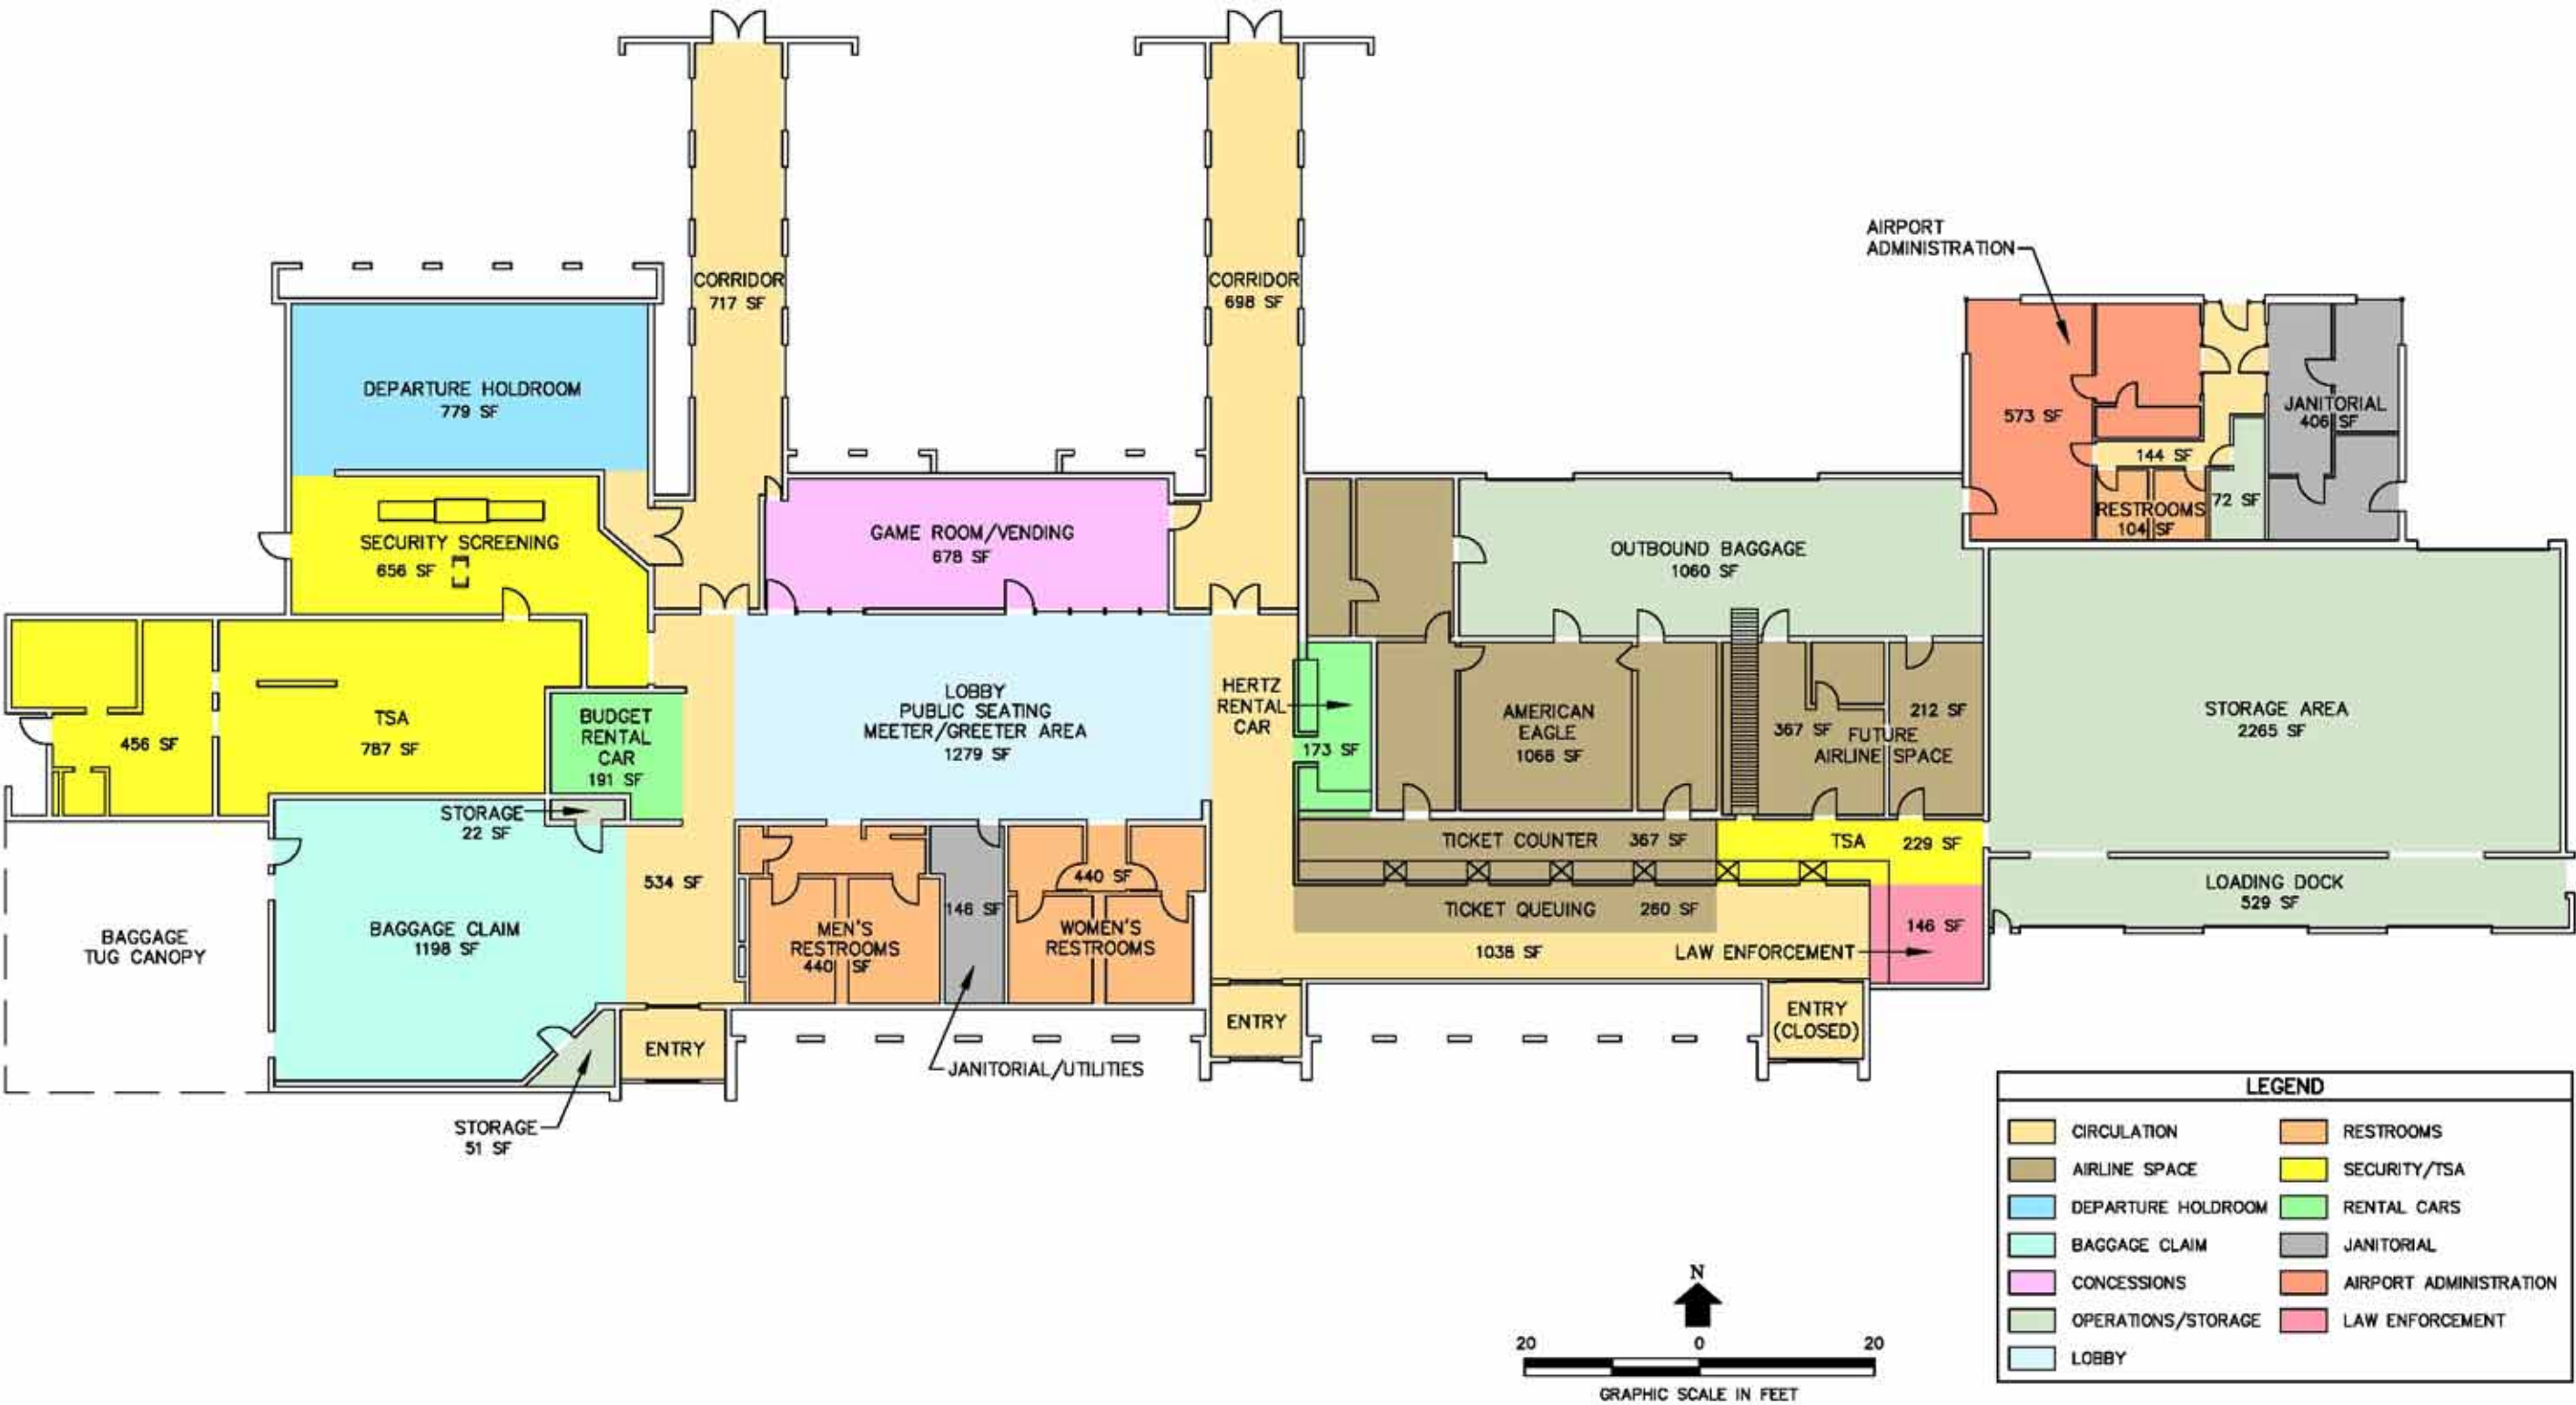 AIRPORT
ADMINISTRATION
CORRIDOR
717 SF
CORRIDOR
698 SF
DEPARTURE HOLDROOM
779 SF
573 SF
JANITORIAL
406 SF
144 SF
72 SF
RESTROOMS
104 SF
SECURITY SCREENING
656 SF
GAME ROOM/VENDING
678 SF
OUTBOUND BAGGAGE
1060 SF
456 SF
TSA
787 SF
BUDGET
RENTAL
CAR
191 SF
LOBBY
PUBLIC SEATING
MEETER/GREETER AREA
1279 SF
HERTZ
RENTAL
CAR
173 SF
AMERICAN
EAGLE
1068 SF
367 SF
212 SF
FUTURE
AIRLINE SPACE
STORAGE AREA
2265 SF
STORAGE
22 SF
TICKET COUNTER 367 SF
TSA 229 SF
534 SF
440 SF
LOADING DOCK
529 SF
BAGGAGE
TUG CANOPY
BAGGAGE CLAIM
1198 SF
MEN'S
RESTROOMS
440 SF
146 SF
WOMEN'S
RESTROOMS
TICKET QUEUING 260 SF
146 SF
1038 SF
LAW ENFORCEMENT
ENTRY
ENTRY
ENTRY
(CLOSED)
JANITORIAL/UTILITIES
STORAGE
51 SF
LEGEND
CIRCULATION
RESTROOMS
AIRLINE SPACE
SECURITY/TSA
DEPARTURE HOLDROOM
RENTAL CARS
BAGGAGE CLAIM
JANITORIAL
CONCESSIONS
AIRPORT ADMINISTRATION
OPERATIONS/STORAGE
LAW ENFORCEMENT
LOBBY
N
20 0 20
GRAPHIC SCALE IN FEET